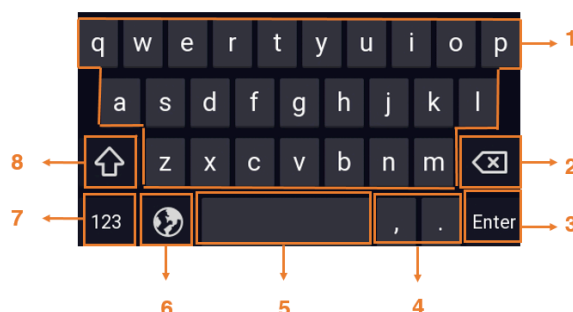 q w e r t y u i o p 1
a s d f g h j k l
8 z x c v b n m 2
7 123 , . Enter 3
6 5 4